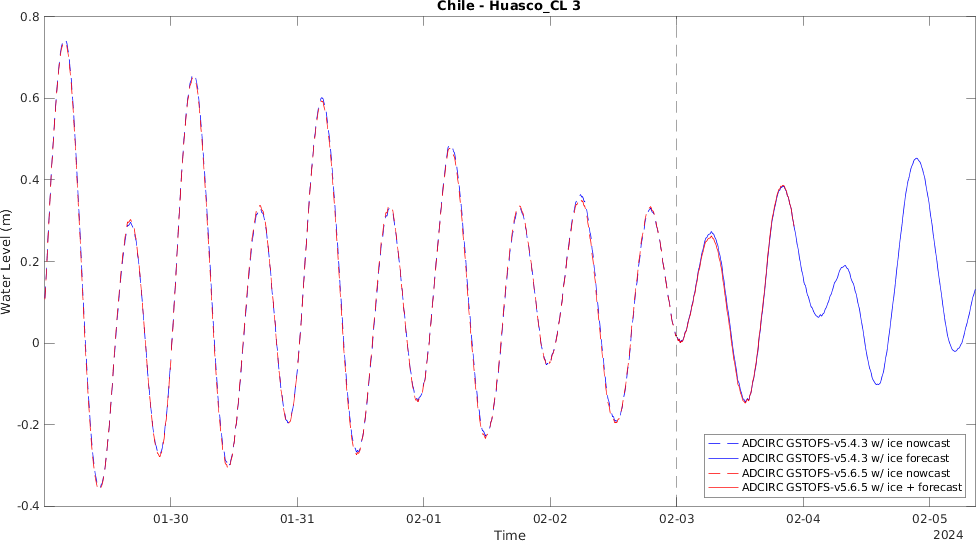 Chile - Huasco_CL 3
0.8
0.6
0.4
0.2
0
-0.2
-0.4
Water Level (m)
01-30
01-31
02-01
02-02
02-03
02-04
02-05
Time
2024
ADCIRC GSTOFS-v5.4.3 w/ ice nowcast
ADCIRC GSTOFS-v5.4.3 w/ ice forecast
ADCIRC GSTOFS-v5.6.5 w/ ice nowcast
ADCIRC GSTOFS-v5.6.5 w/ ice + forecast